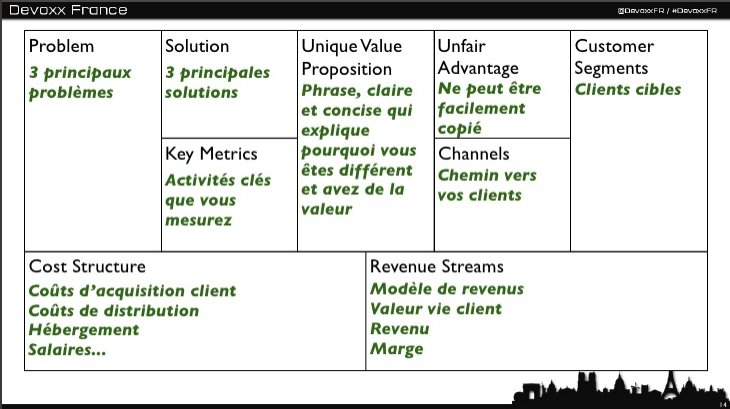 Devoxx France
@DevoxxFR / #DevoxxFR
Problem
3 principaux
problèmes
Solution
3 principales
solutions
Key Metrics
Activités clés
que vous
mesurez
Unique Value
Proposition
Phrase, claire
et concise qui
explique
pourquoi vous
êtes différent
et avez de la
valeur
Unfair
Advantage
Ne peut être
facilement
copié
Channels
Chemin vers
vos clients
Customer
Segments
Clients cibles
Cost Structure
Coûts d’acquisition client
Coûts de distribution
Hébergement
Salaires...
Revenue Streams
Modèle de revenus
Valeur vie client
Revenu
Marge
14